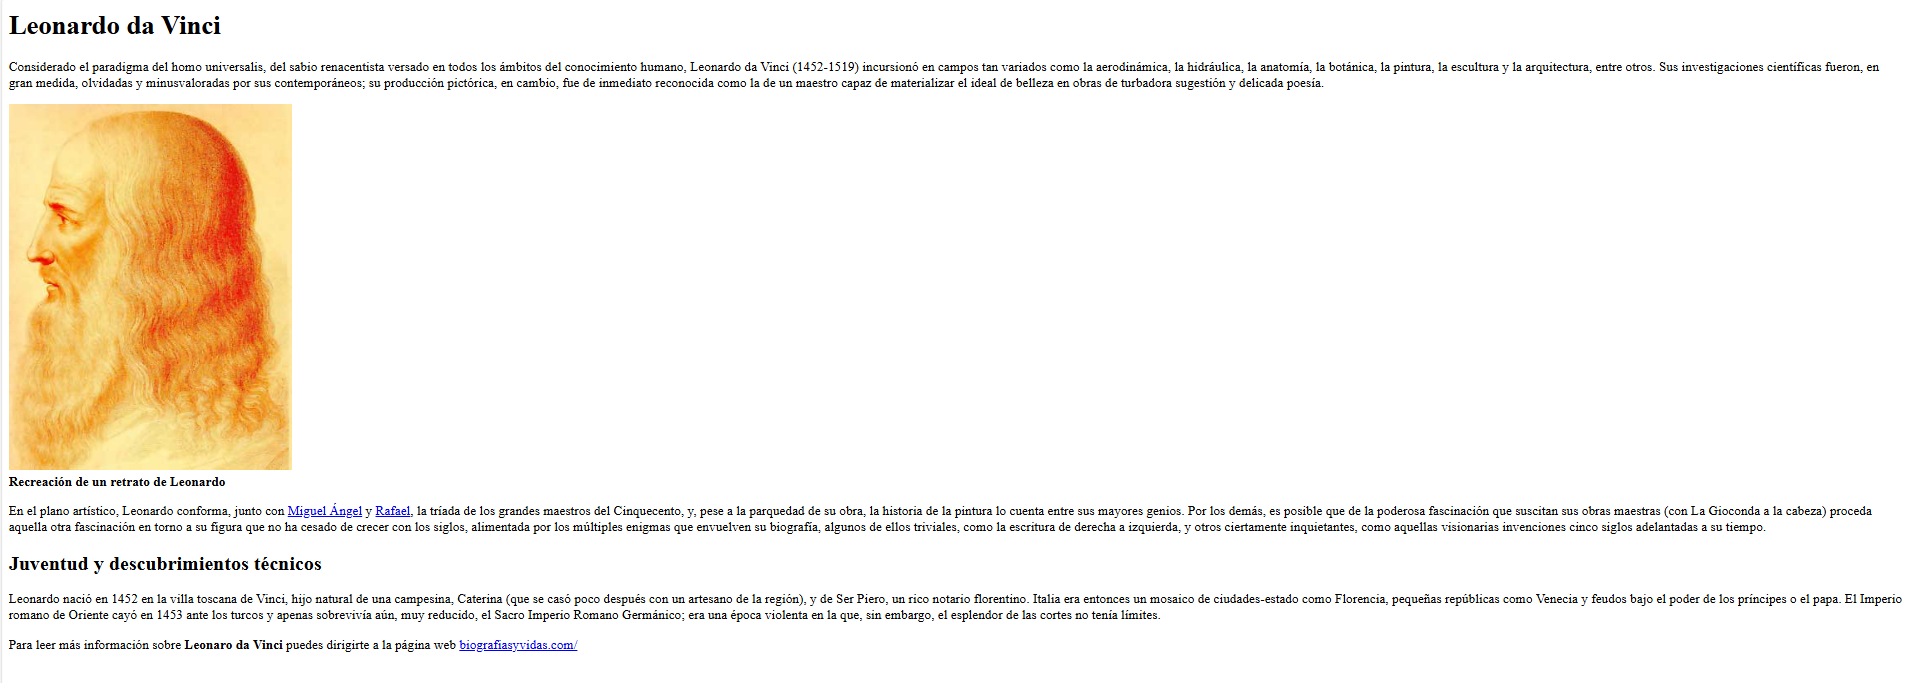 Leonardo da Vinci
Considerado el paradigma del homo universalis, del sabio renacentista versado en todos los ámbitos del conocimiento humano, Leonardo da Vinci (1452-1519) incursionó en campos tan variados como la aerodinámica, la hidráulica, la anatomía, la botánica, la pintura, la escultura y la arquitectura, entre otros. Sus investigaciones científicas fueron, en
gran medida, olvidadas y minusvaloradas por sus contemporáneos; su producción pictórica, en cambio, fue de inmediato reconocida como la de un maestro capaz de materializar el ideal de belleza en obras de turbadora sugestión y delicada poesía.
Recreación de un retrato de Leonardo
En el plano artístico, Leonardo conforma, junto con Miguel Ángel y Rafael, la tríada de los grandes maestros del Cinquecento, y, pese a la parquedad de su obra, la historia de la pintura lo cuenta entre sus mayores genios. Por los demás, es posible que de la poderosa fascinación que suscitan sus obras maestras (con La Gioconda a la cabeza) proceda
aquella otra fascinación en torno a su figura que no ha cesado de crecer con los siglos, alimentada por los múltiples enigmas que envuelven su biografía, algunos de ellos triviales, como la escritura de derecha a izquierda, y otros ciertamente inquietantes, como aquellas visionarias invenciones cinco siglos adelantadas a su tiempo.
Juventud y descubrimientos técnicos
Leonardo nació en 1452 en la villa toscana de Vinci, hijo natural de una campesina, Caterina (que se casó poco después con un artesano de la región), y de Ser Piero, un rico notario florentino. Italia era entonces un mosaico de ciudades-estado como Florencia, pequeñas repúblicas como Venecia y feudos bajo el poder de los príncipes o el papa. El Imperio
romano de Oriente cayó en 1453 ante los turcos y apenas sobrevivía aún, muy reducido, el Sacro Imperio Romano Germánico; era una época violenta en la que, sin embargo, el esplendor de las cortes no tenía límites.
Para leer más información sobre Leonaro da Vinci puedes dirigirte a la página web biografiasyvidas.com/